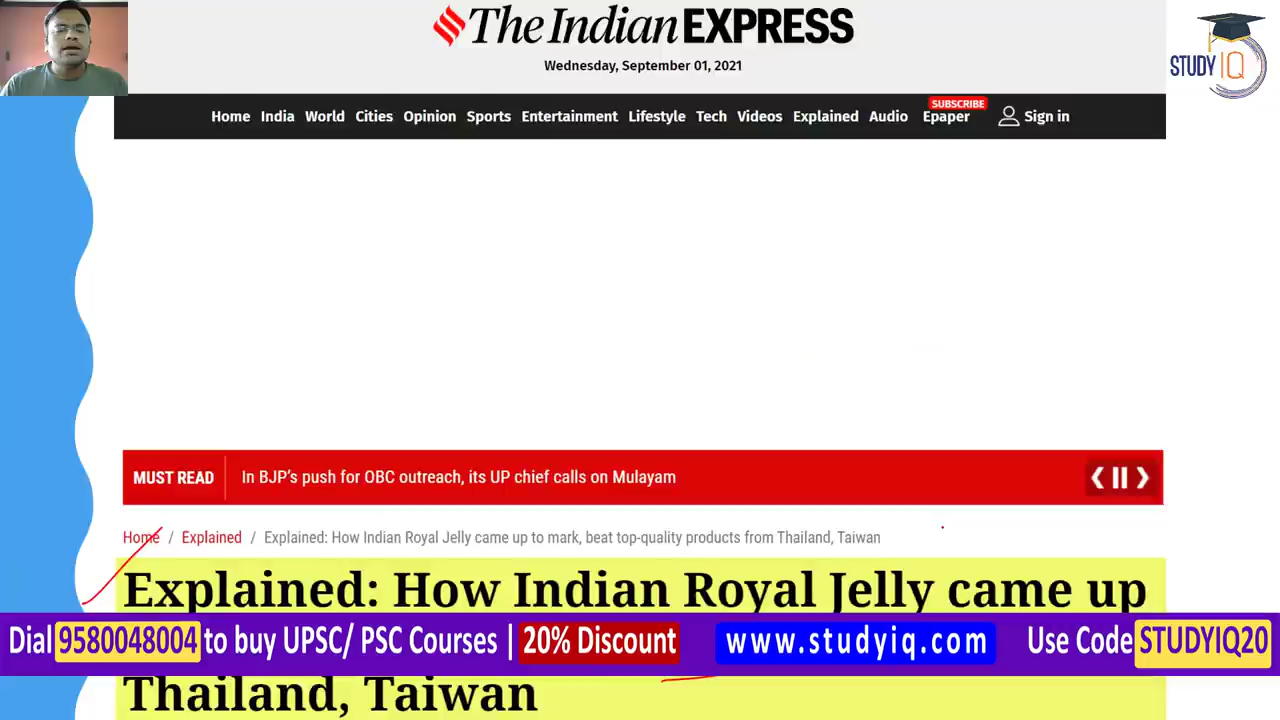 The Indian EXPRESS
Wednesday, September 01, 2021
STUDY IQ
SUBSCRIBE
Home India World Cities Opinion Sports Entertainment Lifestyle Tech Videos Explained Audio Epaper Sign in
MUST READ In BJP's push for OBC outreach, its UP chief calls on Mulayam
Home / Explained / Explained: How Indian Royal Jelly came up to mark, beat top-quality products from Thailand, Taiwan
Explained: How Indian Royal Jelly came up
Dial 9580048004 to buy UPSC/ PSC Courses | 20% Discount www.studyiq.com Use Code STUDYIQ20
Thailand, Taiwan